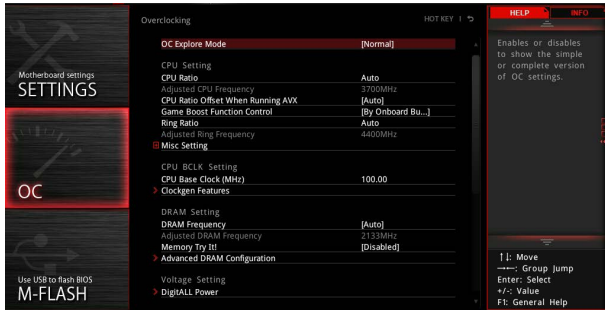 Overclocking
HOT KEY |
HELP
INFO
OC Explore Mode [Normal]
CPU Setting
CPU Ratio Auto
Adjusted CPU Frequency 3700MHz
CPU Ratio Offset When Running AVX [Auto]
Game Boost Function Control [By Onboard Bu...]
Ring Ratio Auto
Adjusted Ring Frequency 4400MHz
Misc Setting
CPU BCLK Setting
CPU Base Clock (MHz) 100.00
Clockgen Features
DRAM Setting
DRAM Frequency [Auto]
Adjusted DRAM Frequency 2133MHz
Memory Try It! [Disabled]
Advanced DRAM Configuration
Voltage Setting
DigitALL Power
Motherboard settings
SETTINGS
OC
Use USB to flash BIOS
M-FLASH
Enables or disables
to show the simple
or complete version
of OC settings.
↑↓: Move
→←: Group Jump
Enter: Select
+/-: Value
F1: General Help